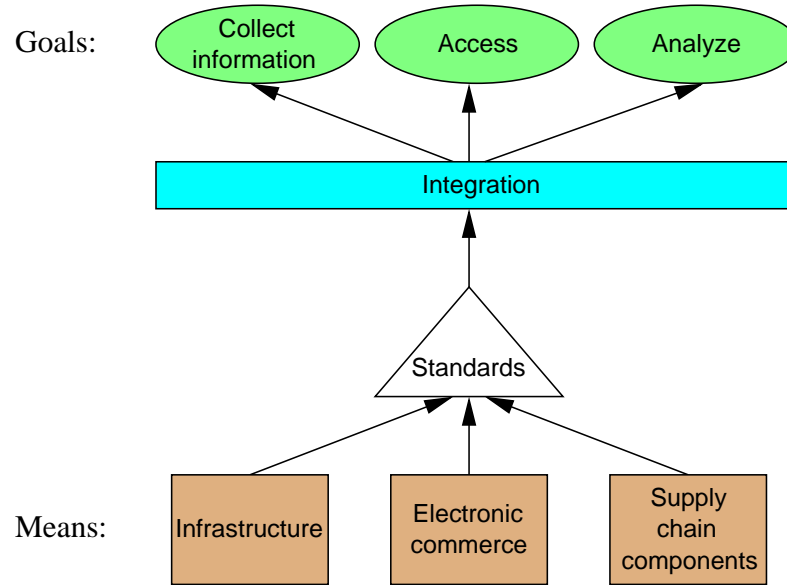 Goals:
Collect
information
Access
Analyze
Integration
Standards
Means:
Infrastructure
Electronic
commerce
Supply
chain
components